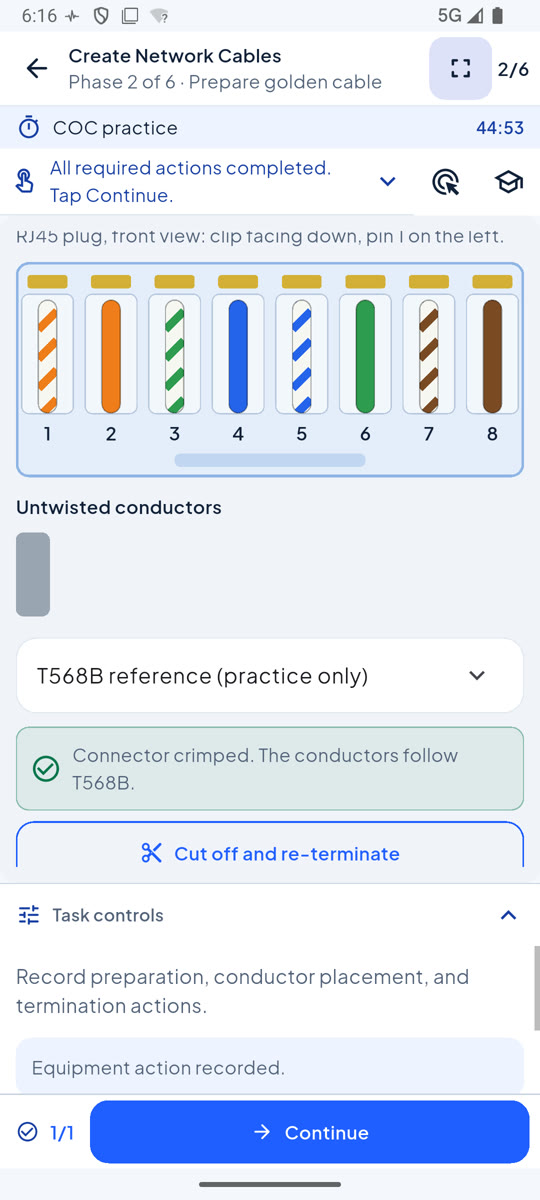 6:16
5G
Create Network Cables
Phase 2 of 6 · Prepare golden cable
2/6
COC practice
44:53
All required actions completed.
Tap Continue.
RJ45 plug, front view: clip facing down, pin 1 on the left.
1 2 3 4 5 6 7 8
Untwisted conductors
T568B reference (practice only)
Connector crimped. The conductors follow
T568B.
Cut off and re-terminate
Task controls
Record preparation, conductor placement, and
termination actions.
Equipment action recorded.
1/1
Continue